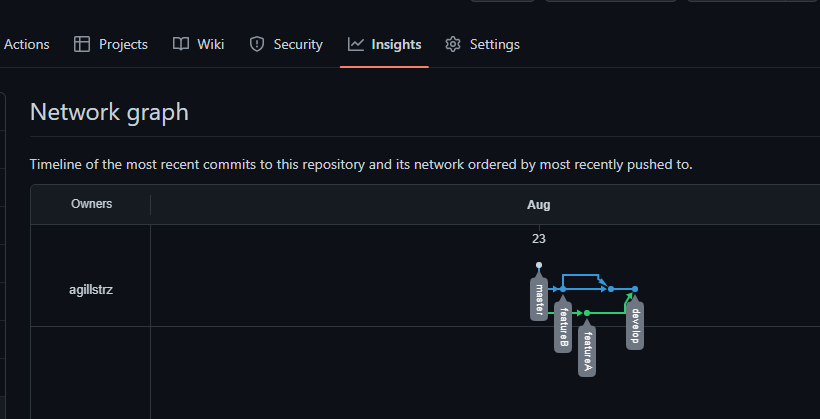 Actions Projects Wiki Security Insights Settings
Network graph
Timeline of the most recent commits to this repository and its network ordered by most recently pushed to.
Owners Aug
23
agillstrz
master
featureB
featureA
develop